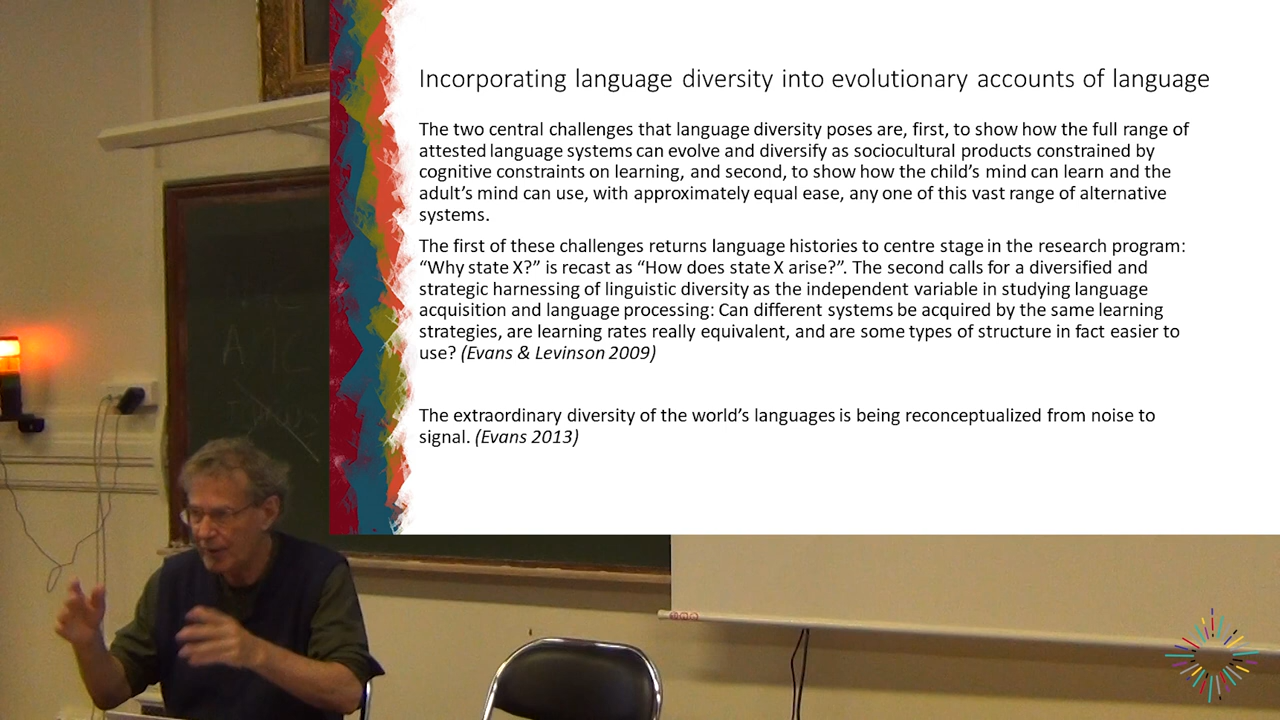 Incorporating language diversity into evolutionary accounts of language
The two central challenges that language diversity poses are, first, to show how the full range of
attested language systems can evolve and diversify as sociocultural products constrained by
cognitive constraints on learning, and second, to show how the child's mind can learn and the
adult's mind can use, with approximately equal ease, any one of this vast range of alternative
systems.
The first of these challenges returns language histories to centre stage in the research program:
“Why state X?” is recast as “How does state X arise?”. The second calls for a diversified and
strategic harnessing of linguistic diversity as the independent variable in studying language
acquisition and language processing: Can different systems be acquired by the same learning
strategies, are learning rates really equivalent, and are some types of structure in fact easier to
use? (Evans & Levinson 2009)
The extraordinary diversity of the world's languages is being reconceptualized from noise to
signal. (Evans 2013)